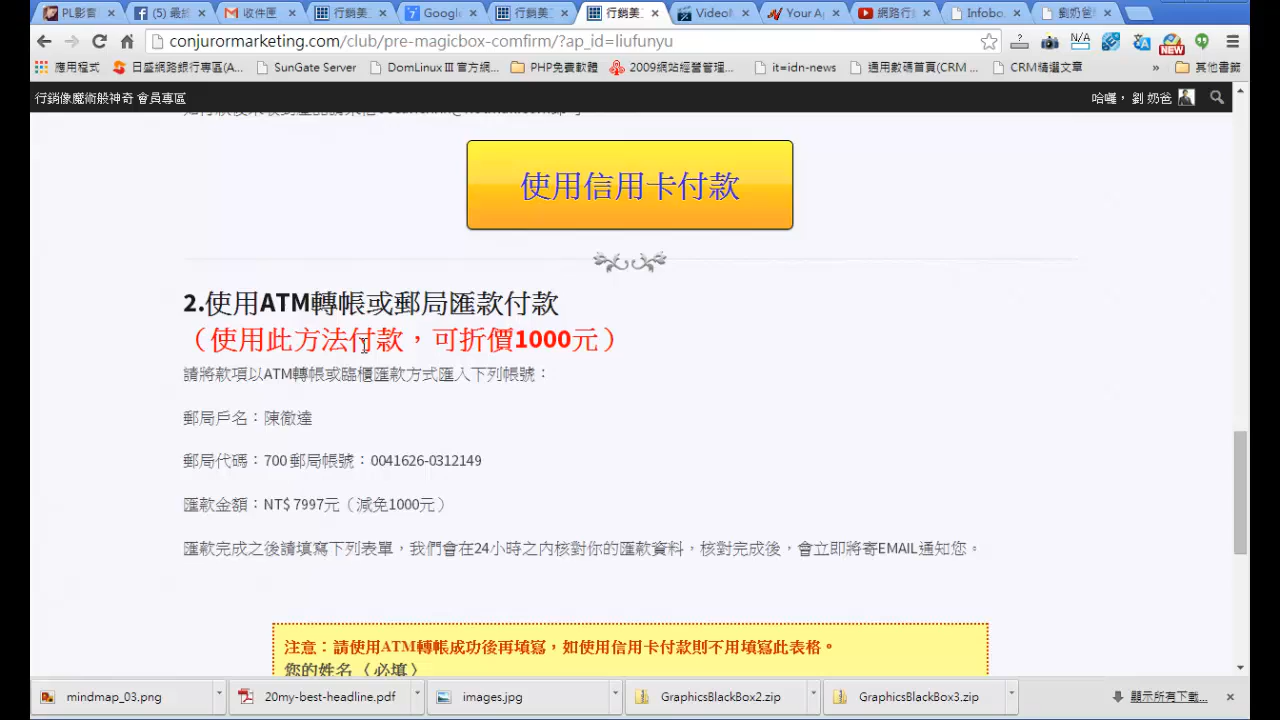 PL影音
(5) 最新
收件匣
行銷美
Google
行銷美工
行銷美
VideoM
Your Ap
網路行
Infobo
劉奶爸
conjurormarketing.com/club/pre-magicbox-comfirm/?ap_id=liufunyu
N/A
NEW
應用程式
日盛網路銀行專區(A...
SunGate Server
DomLinux III 官方網...
PHP免費軟體
2009網站經營管理...
it=idn-news
通用數碼首頁(CRM ...
CRM精選文章
»
其他書籤
行銷像魔術般神奇 會員專區
哈囉， 劉 奶爸
使用信用卡付款
2.使用ATM轉帳或郵局匯款付款
（使用此方法付款，可折價1000元）
請將款項以ATM轉帳或臨櫃匯款方式匯入下列帳號：
郵局戶名：陳徹達
郵局代碼：700 郵局帳號：0041626-0312149
匯款金額：NT$ 7997元（減免1000元）
匯款完成之後請填寫下列表單，我們會在24小時之內核對你的匯款資料，核對完成後，會立即將寄EMAIL通知您。
注意：請使用ATM轉帳成功後再填寫，如使用信用卡付款則不用填寫此表格。
您的姓名（必填）
mindmap_03.png
20my-best-headline.pdf
images.jpg
GraphicsBlackBox2.zip
GraphicsBlackBox3.zip
顯示所有下載...